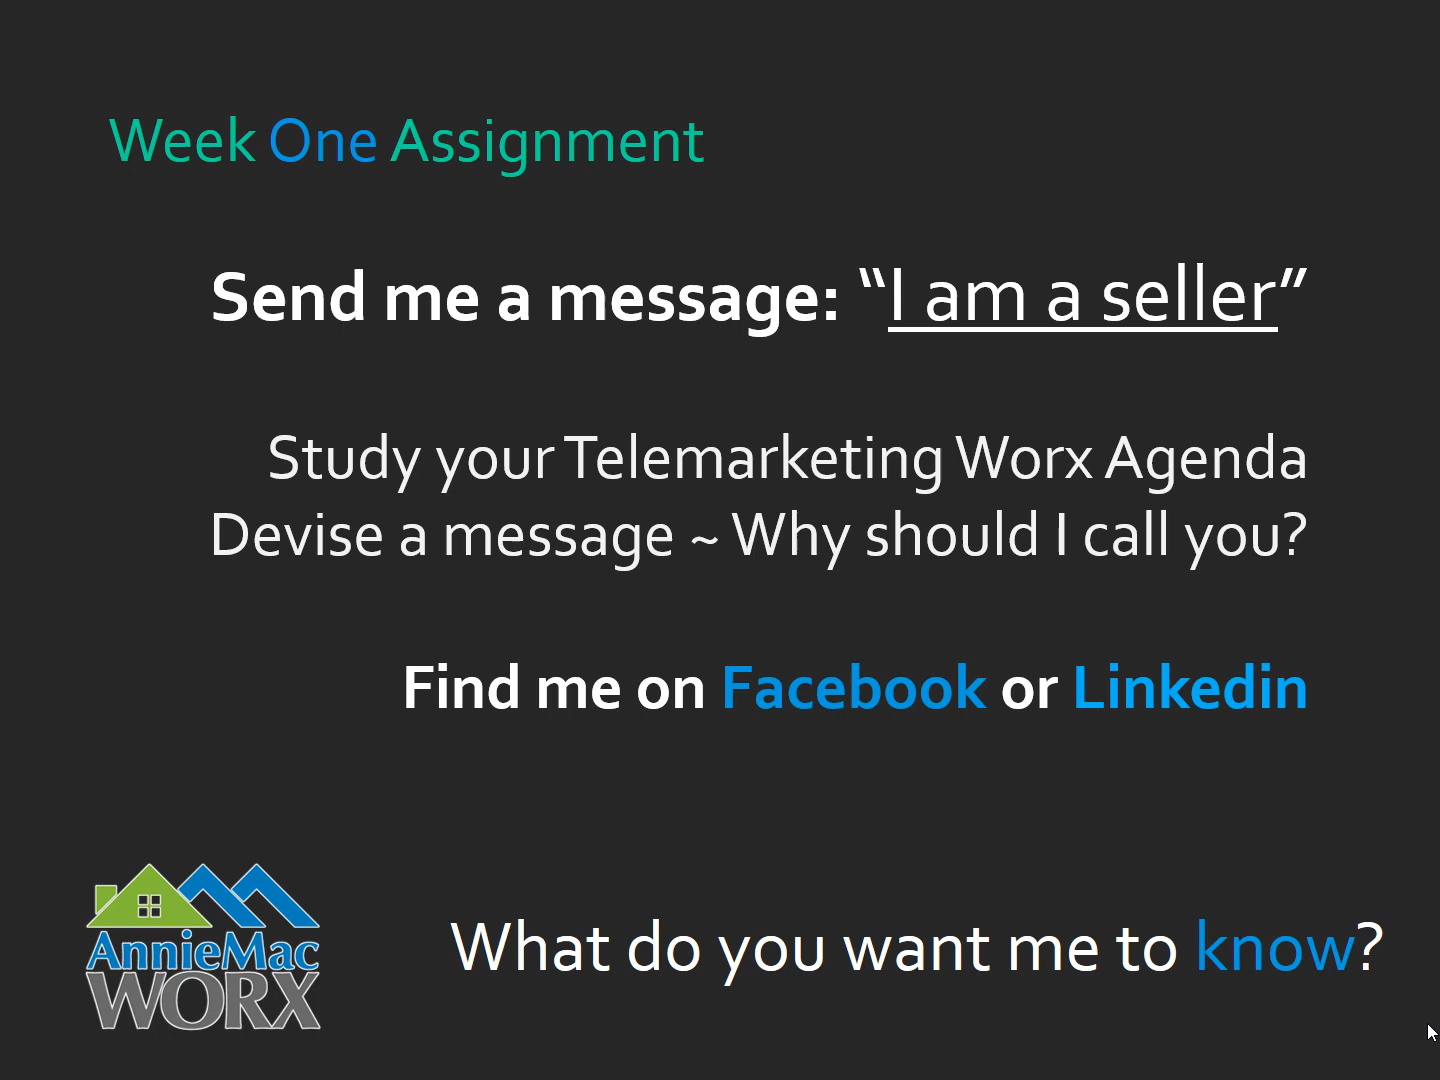 Week One Assignment
Send me a message: “I am a seller”
Study your Telemarketing Worx Agenda
Devise a message ~ Why should I call you?
Find me on Facebook or Linkedin
AnnieMac
WORX
What do you want me to know?